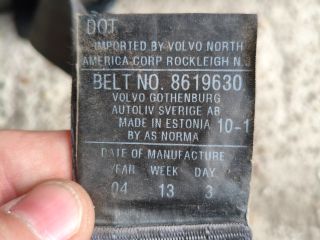 DOT
IMPORTED BY VOLVO NORTH
AMERICA CORP ROCKLEIGH N.
BELT NO. 8619630
VOLVO GOTHENBURG
AUTOLIV SVERIGE AB
MADE IN ESTONIA 10-1
BY AS NORMA
DATE OF MANUFACTURE
YEAR WEEK DAY
04 13 3